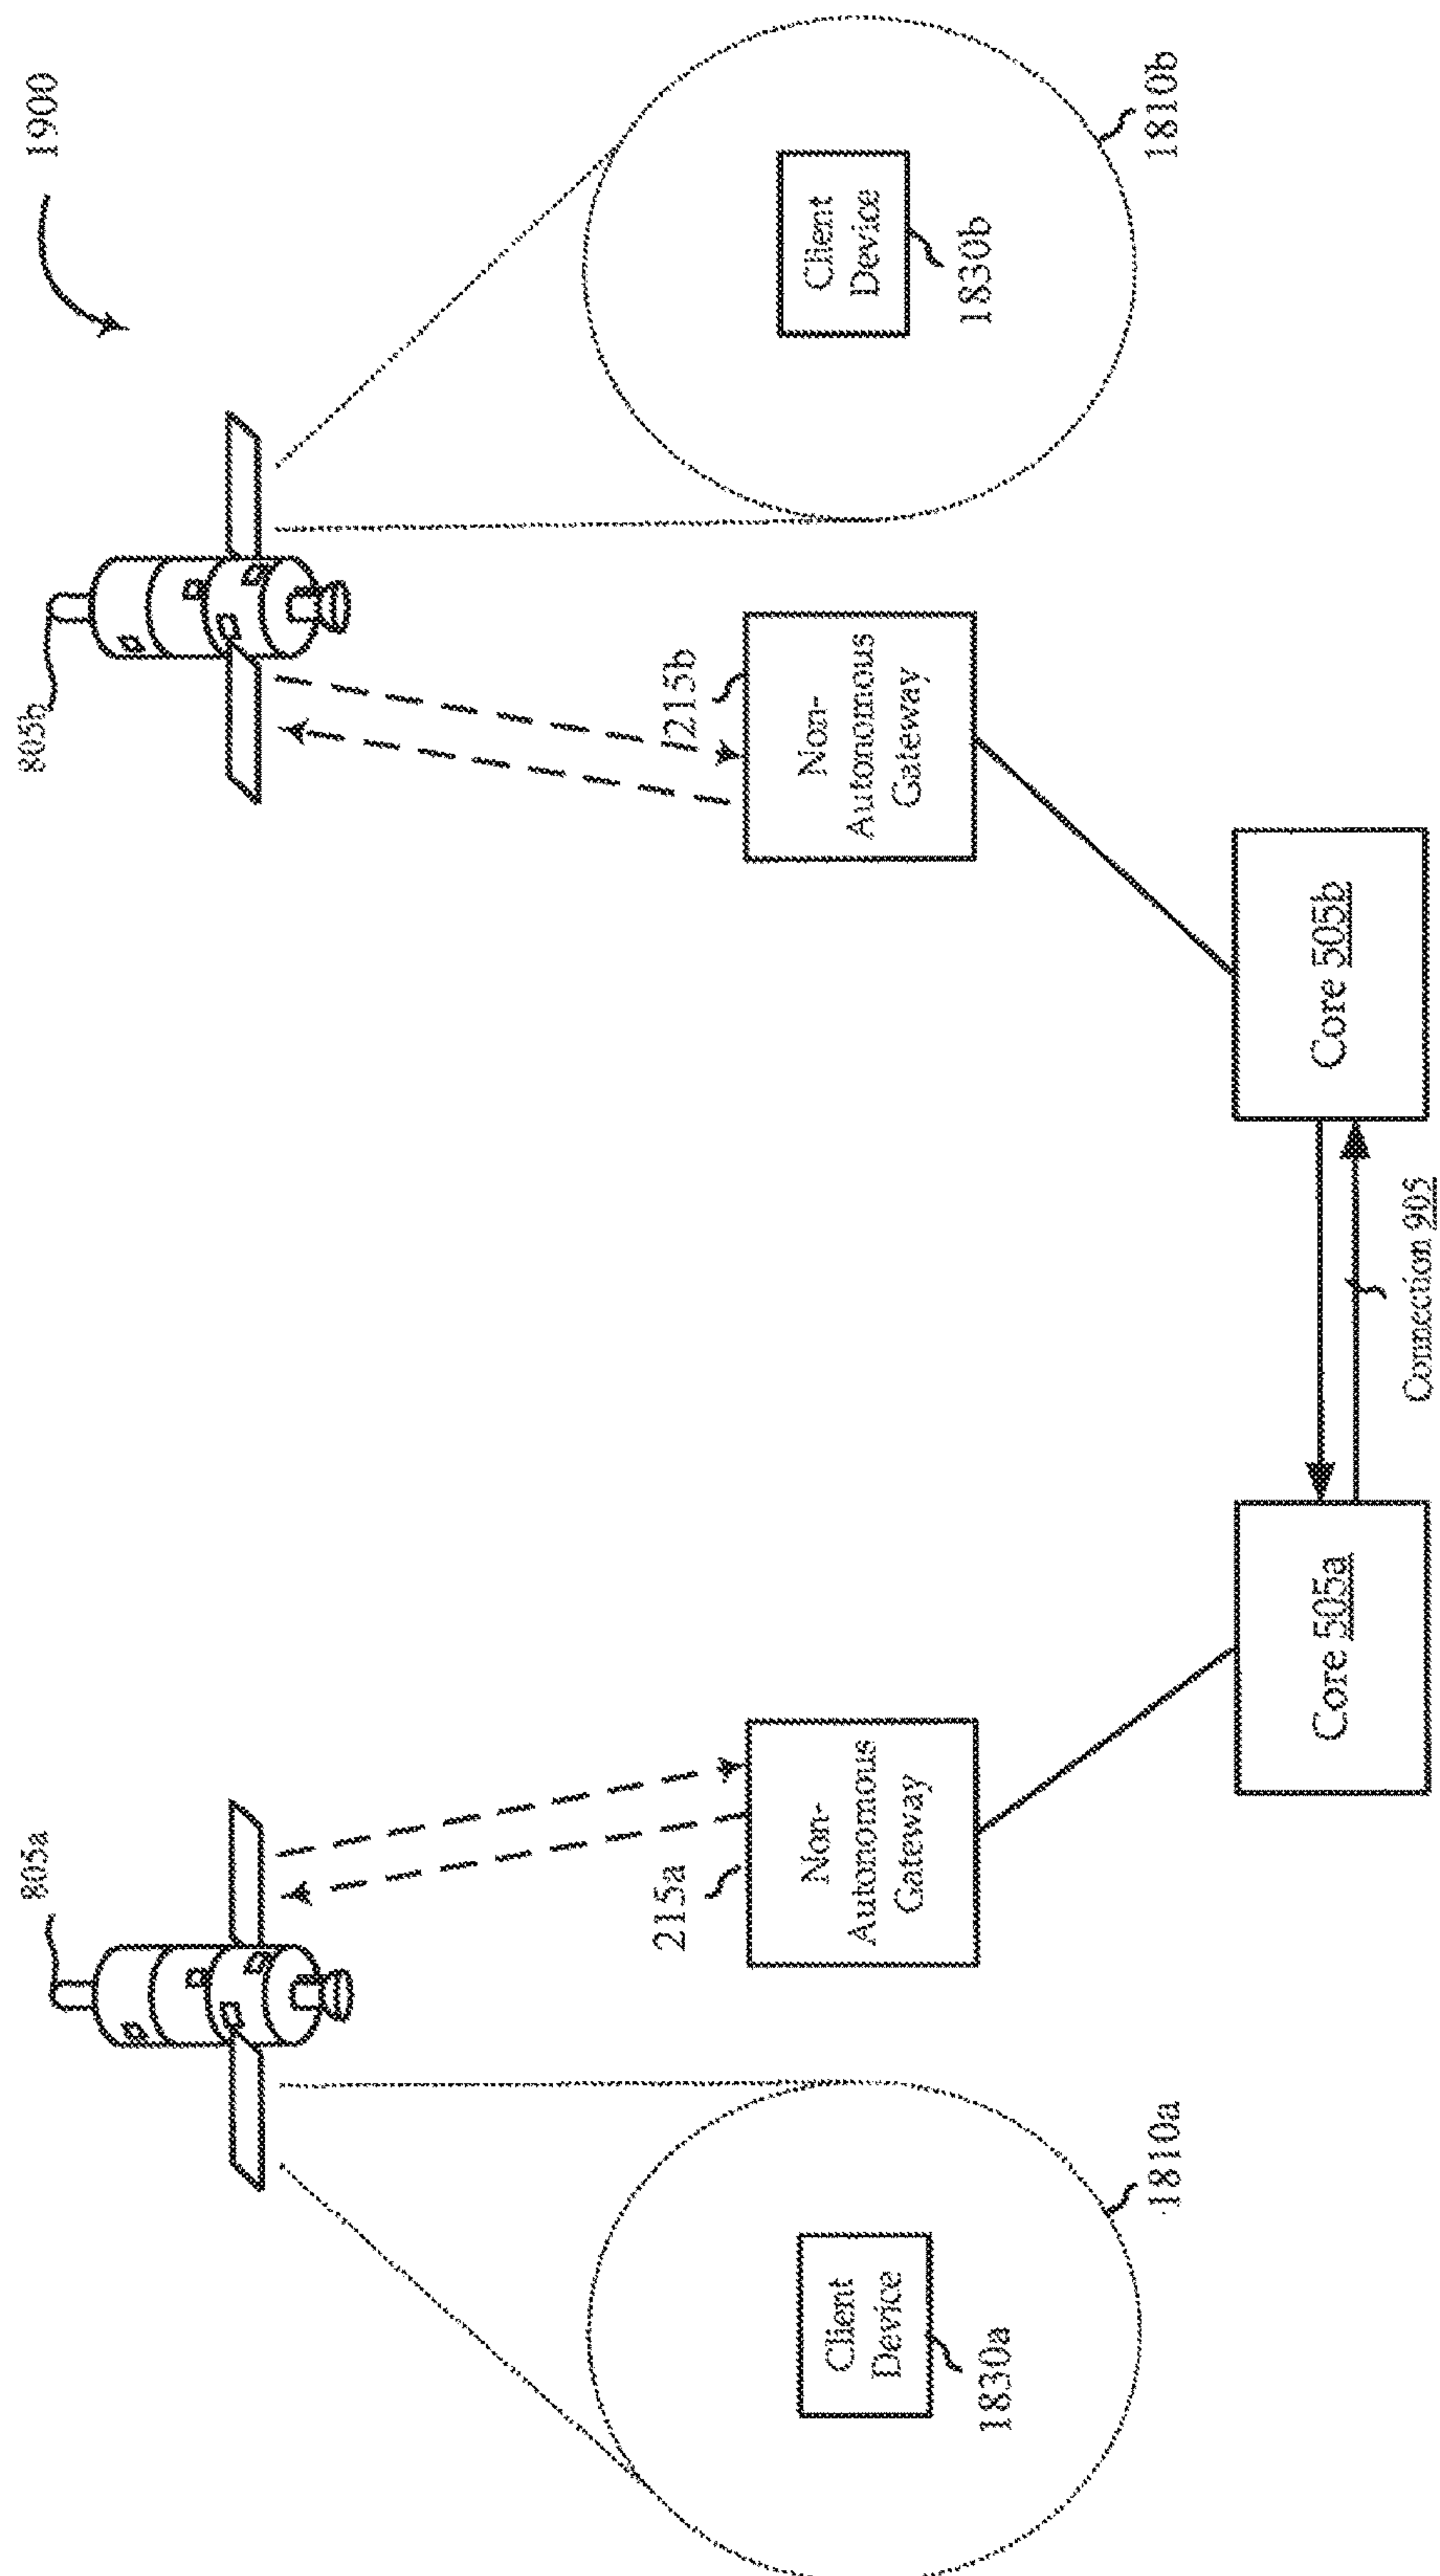 1900
805a
805b
215a
215b
Non-
Autonomous
Gateway
Non-
Autonomous
Gateway
Client
Device
1830a
Client
Device
1830b
1810a
1810b
Core 505a
Core 505b
Connection 905